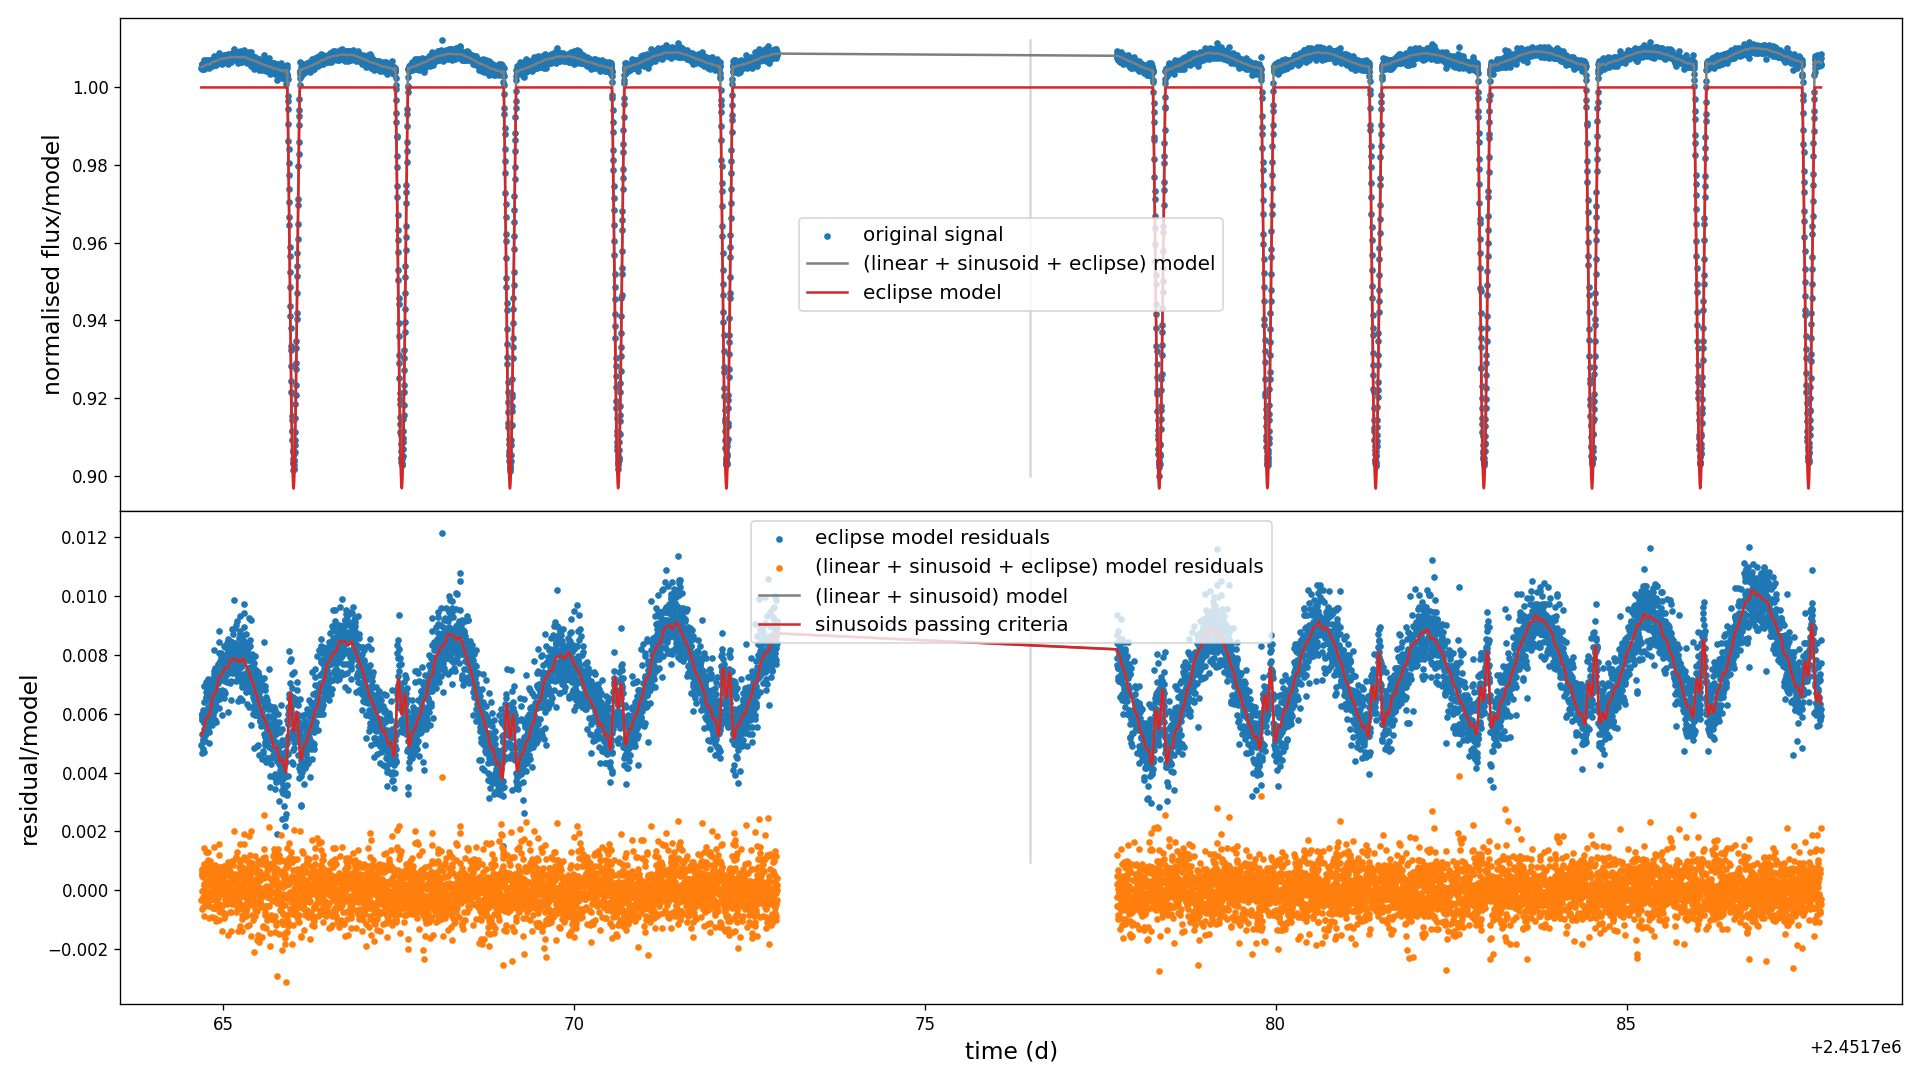 normalised flux/model
1.00
0.98
0.96
0.94
0.92
0.90
original signal
(linear + sinusoid + eclipse) model
eclipse model
residual/model
0.012
0.010
0.008
0.006
0.004
0.002
0.000
−0.002
eclipse model residuals
(linear + sinusoid + eclipse) model residuals
(linear + sinusoid) model
sinusoids passing criteria
65
70
75
80
85
time (d)
+2.4517e6